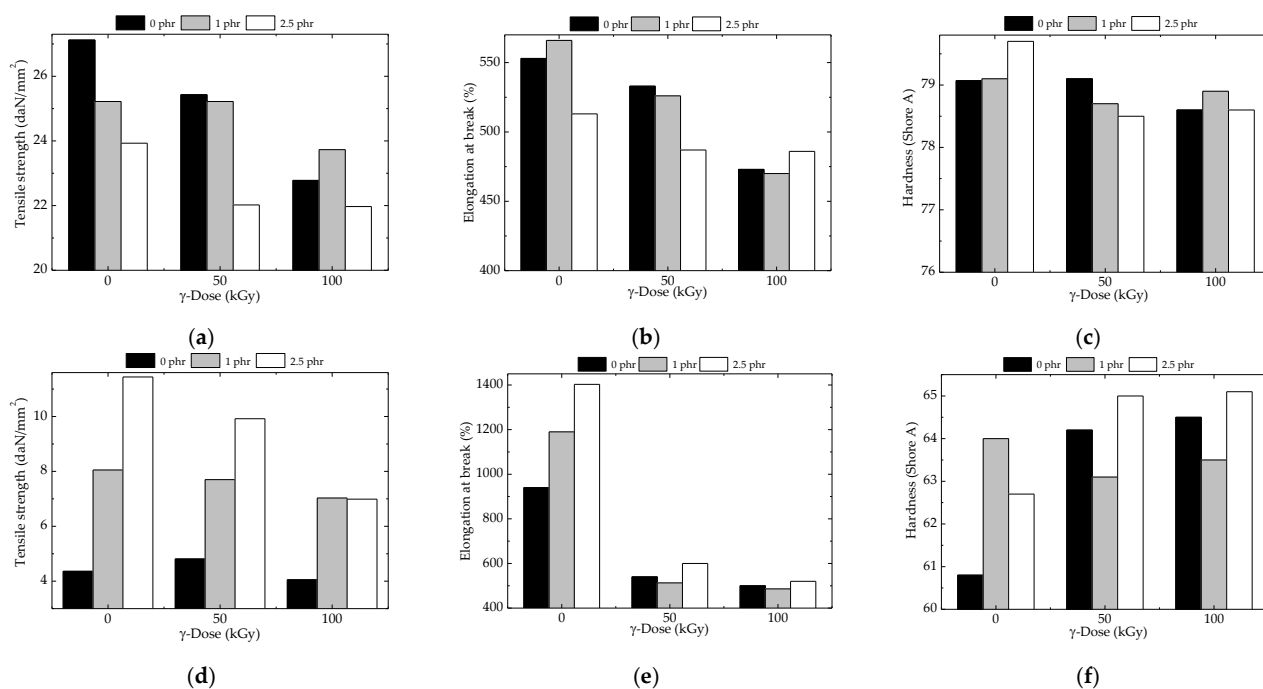 0 phr 1 phr 2.5 phr
Tensile strength (daN/mm²)
26
24
22
20
0 50 100
γ-Dose (kGy)
(a)
0 phr 1 phr 2.5 phr
Elongation at break (%)
550
500
450
400
0 50 100
γ-Dose (kGy)
(b)
0 phr 1 phr 2.5 phr
Hardness (Shore A)
79
78
77
76
0 50 100
γ-Dose (kGy)
(c)
0 phr 1 phr 2.5 phr
Tensile strength (daN/mm²)
10
8
6
4
0 50 100
γ-Dose (kGy)
(d)
0 phr 1 phr 2.5 phr
Elongation at break (%)
1400
1200
1000
800
600
400
0 50 100
γ-Dose (kGy)
(e)
0 phr 1 phr 2.5 phr
Hardness (Shore A)
65
64
63
62
61
60
0 50 100
γ-Dose (kGy)
(f)